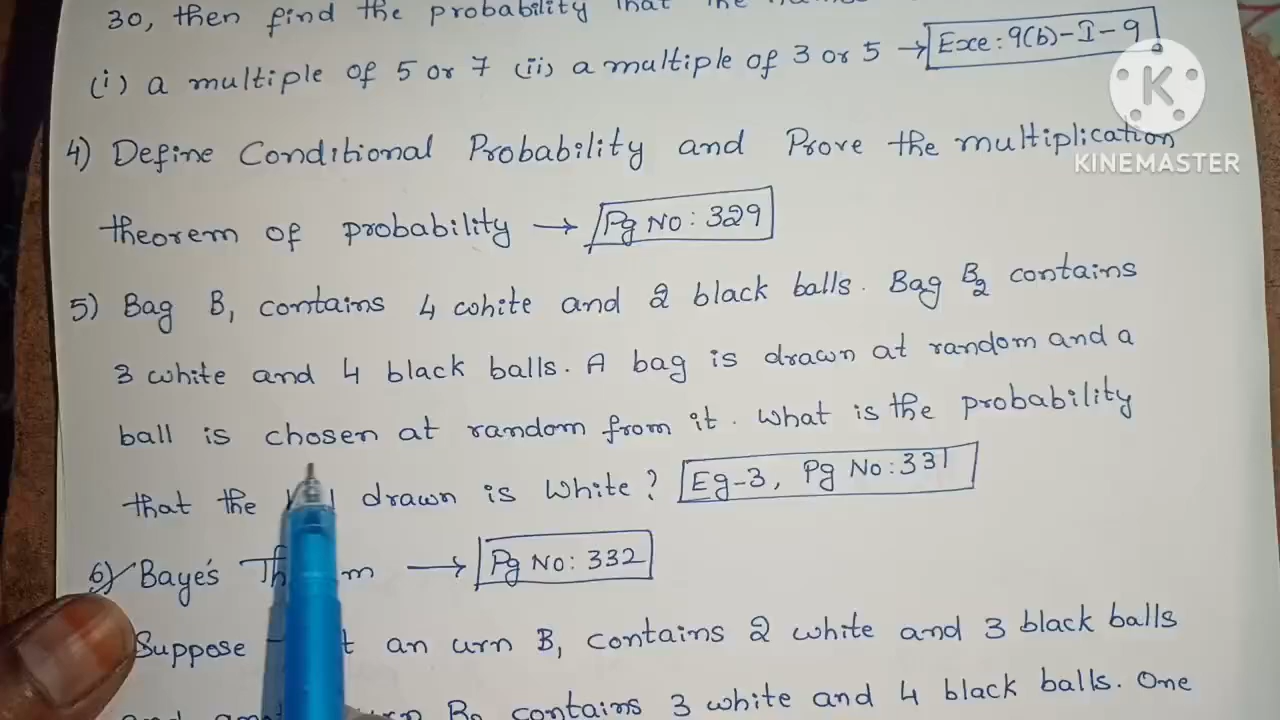 30, then find the probability that the
(i) a multiple of 5 or 7 (ii) a multiple of 3 or 5 → Exe: 9(b)-I-9
KINEMASTER
4) Define Conditional Probability and Prove the multiplication
theorem of probability → Pg No: 329
5) Bag B1 contains 4 white and 2 black balls. Bag B2 contains
3 white and 4 black balls. A bag is drawn at random and a
ball is chosen at random from it. What is the probability
that the drawn is White? Eg-3, Pg No: 331
6) Baye's → Pg No: 332
Suppose an urn B1 contains 2 white and 3 black balls
B2 contains 3 white and 4 black balls. One